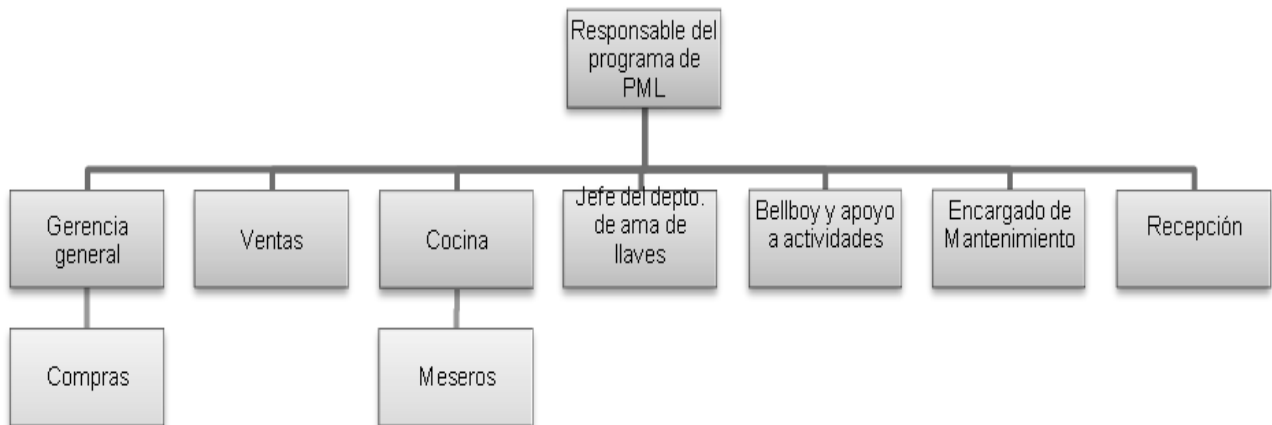 Responsable del
programa de
PML
Gerencia
general
Ventas
Cocina
Jefe del depto.
de ama de
llaves
Bellboy y apoyo
a actividades
Encargado de
Mantenimiento
Recepción
Compras
Meseros